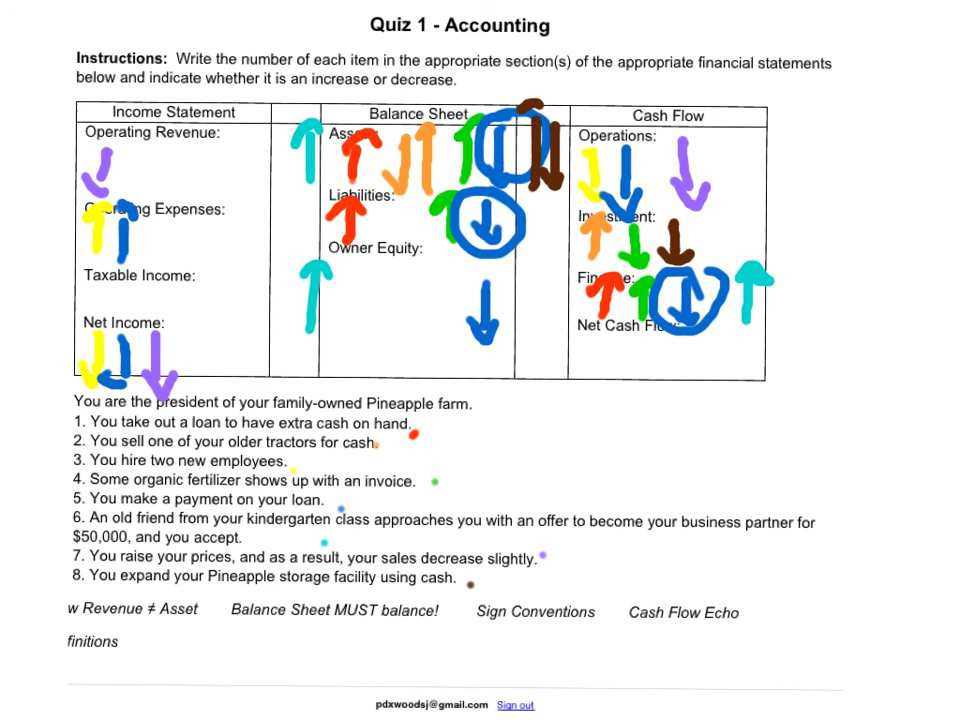 Quiz 1 - Accounting
Instructions: Write the number of each item in the appropriate section(s) of the appropriate financial statements
below and indicate whether it is an increase or decrease.
Income Statement
Balance Sheet
Cash Flow
Operating Revenue:
Operating Expenses:
Taxable Income:
Net Income:
Liabilities:
Owner Equity:
Operations:
Investment:
Net Cash
You are the president of your family-owned Pineapple farm.
1. You take out a loan to have extra cash on hand.
2. You sell one of your older tractors for cash.
3. You hire two new employees.
4. Some organic fertilizer shows up with an invoice.
5. You make a payment on your loan.
6. An old friend from your kindergarten class approaches you with an offer to become your business partner for
$50,000, and you accept.
7. You raise your prices, and as a result, your sales decrease slightly.
8. You expand your Pineapple storage facility using cash.
w Revenue ≠ Asset Balance Sheet MUST balance! Sign Conventions Cash Flow Echo
finitions
pdxwoodsj@gmail.com Sign out